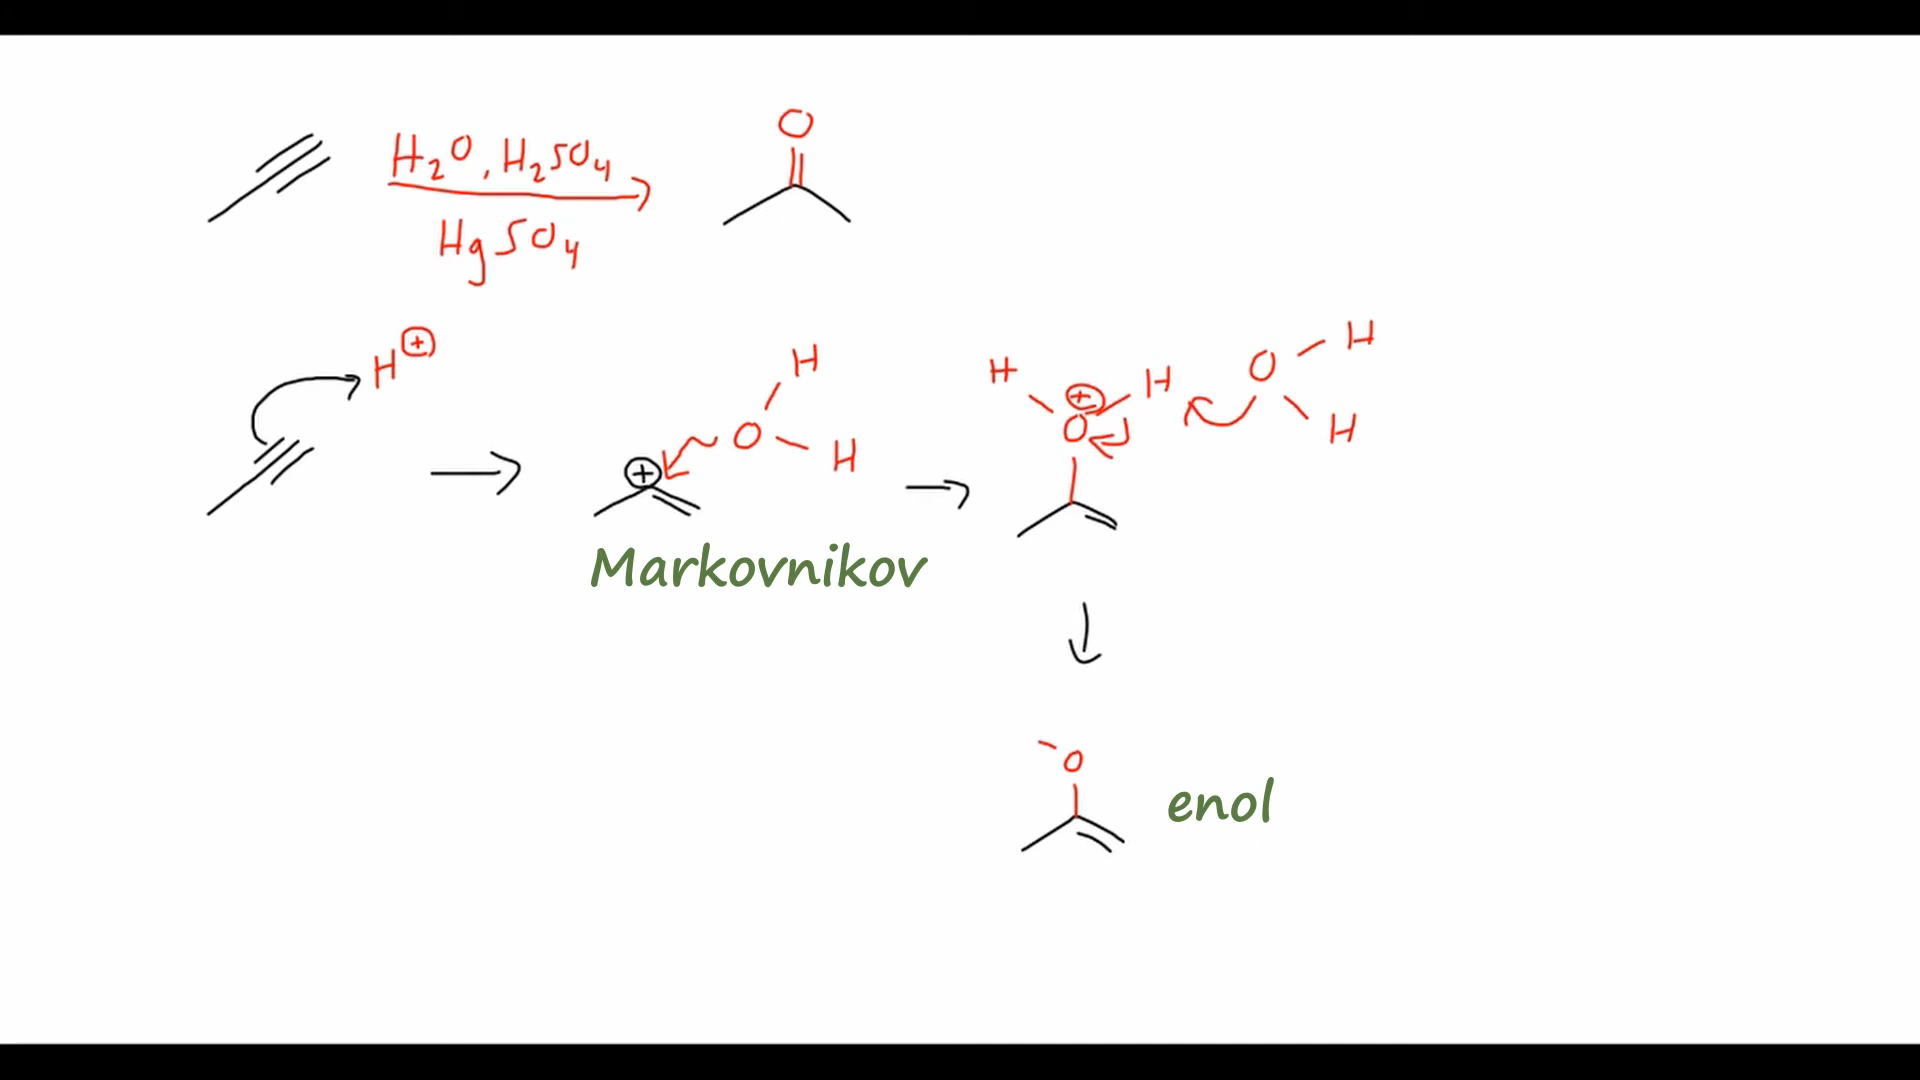 O
H₂O, H₂SO₄
HgSO₄
H⊕
H
O
H
⊕
H
⊕
H
O
O
H
H
Markovnikov
O
enol